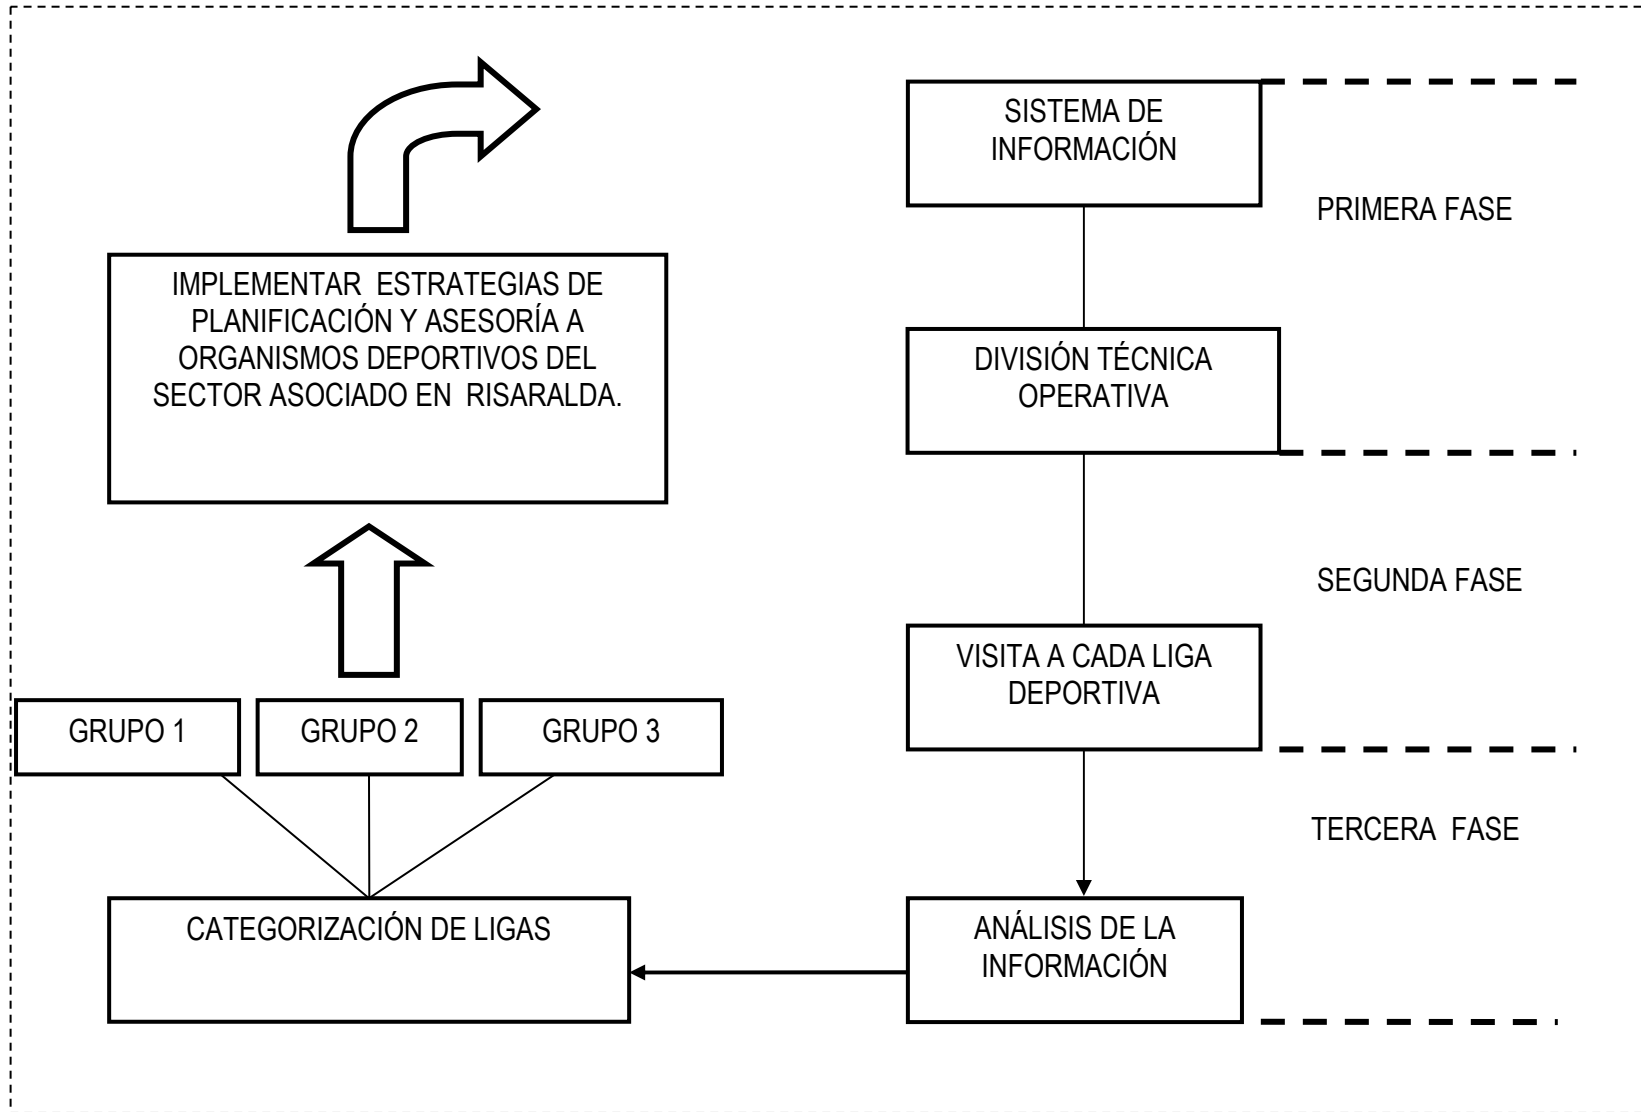 SISTEMA DE
INFORMACIÓN
PRIMERA FASE
IMPLEMENTAR  ESTRATEGIAS DE
PLANIFICACIÓN Y ASESORÍA A
ORGANISMOS DEPORTIVOS DEL
SECTOR ASOCIADO EN  RISARALDA.
DIVISIÓN TÉCNICA
OPERATIVA
SEGUNDA FASE
VISITA A CADA LIGA
DEPORTIVA
GRUPO 1
GRUPO 2
GRUPO 3
TERCERA  FASE
CATEGORIZACIÓN DE LIGAS
ANÁLISIS DE LA
INFORMACIÓN